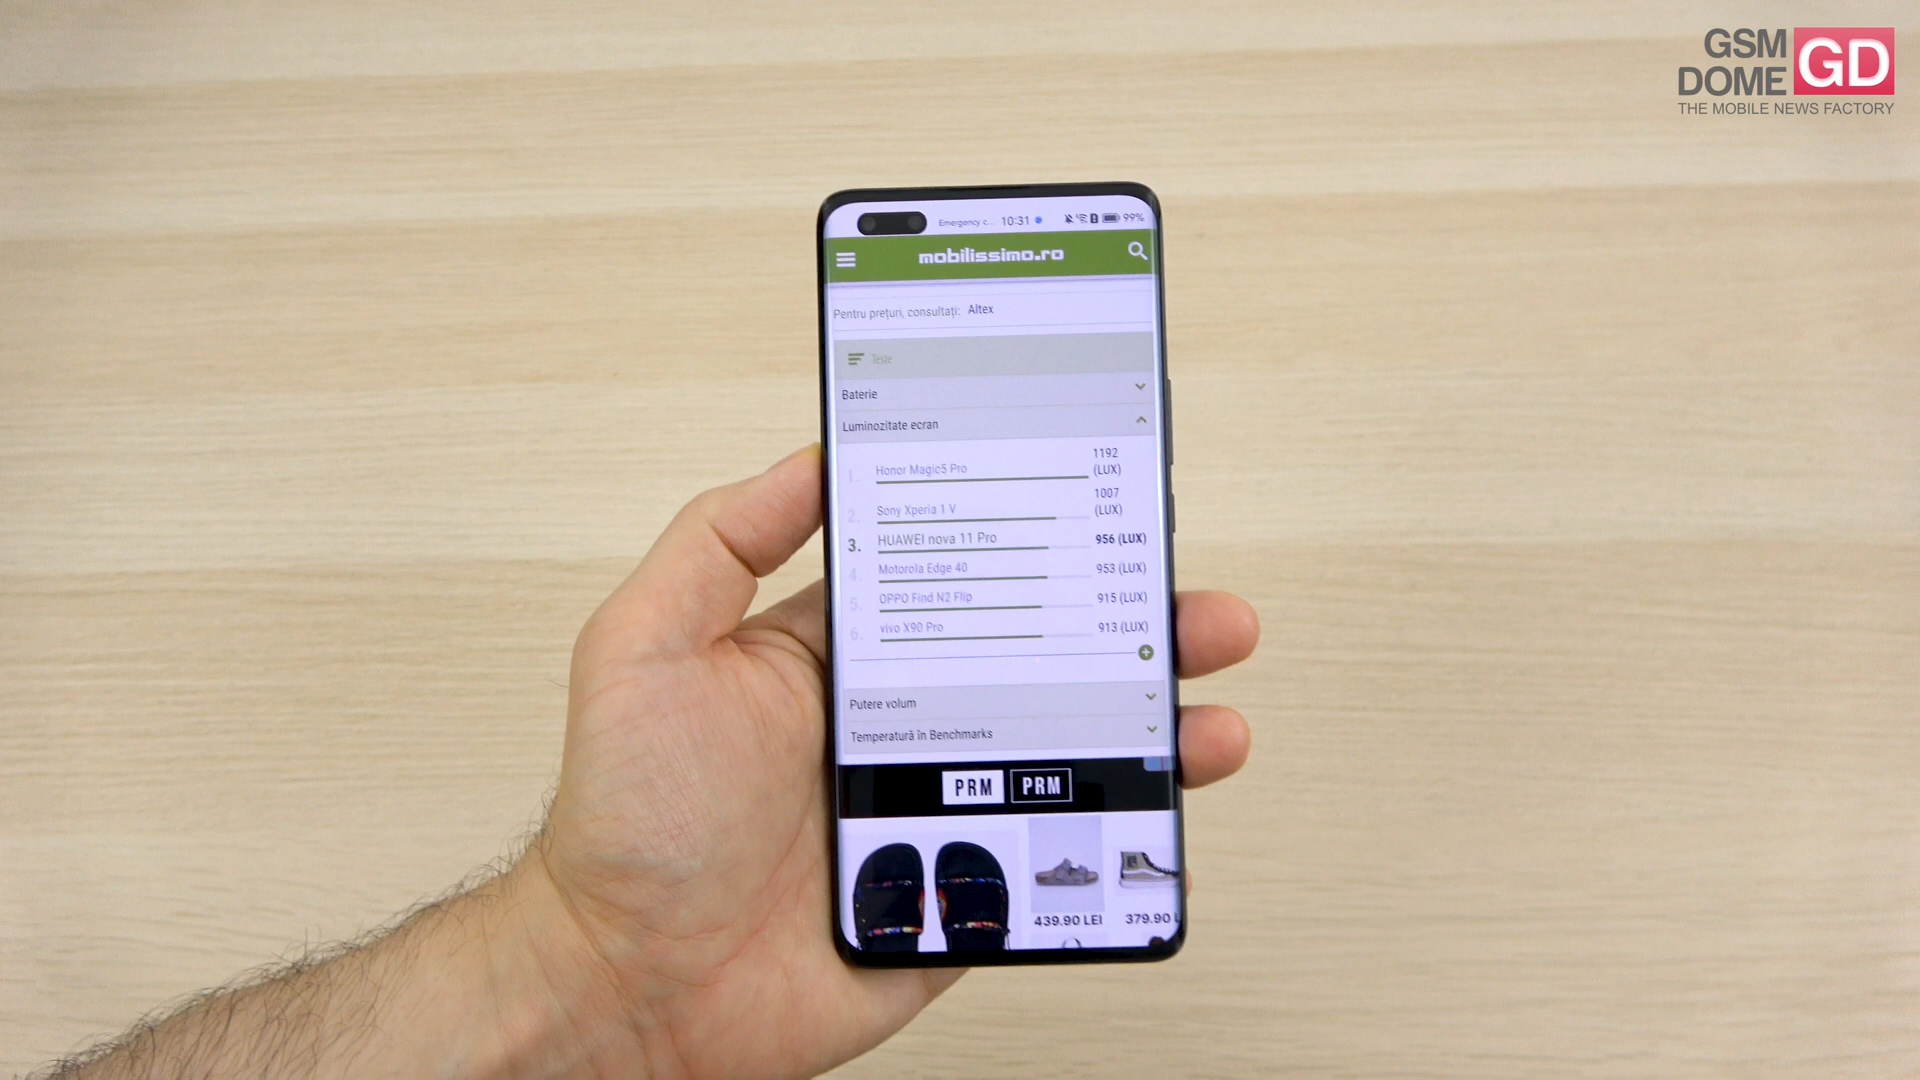 GSM
DOME
GD
THE MOBILE NEWS FACTORY
Emergency c... 10:31 99%
mobilissimo.ro
Pentru prețuri, consultați: Altex
Teste
Baterie
Luminozitate ecran
1. Honor Magic5 Pro 1192 (LUX)
2. Sony Xperia 1 V 1007 (LUX)
3. HUAWEI nova 11 Pro 956 (LUX)
4. Motorola Edge 40 953 (LUX)
5. OPPO Find N2 Flip 915 (LUX)
6. vivo X90 Pro 913 (LUX)
Putere volum
Temperatură în Benchmarks
PRM PRM
439.90 LEI 379.90 L